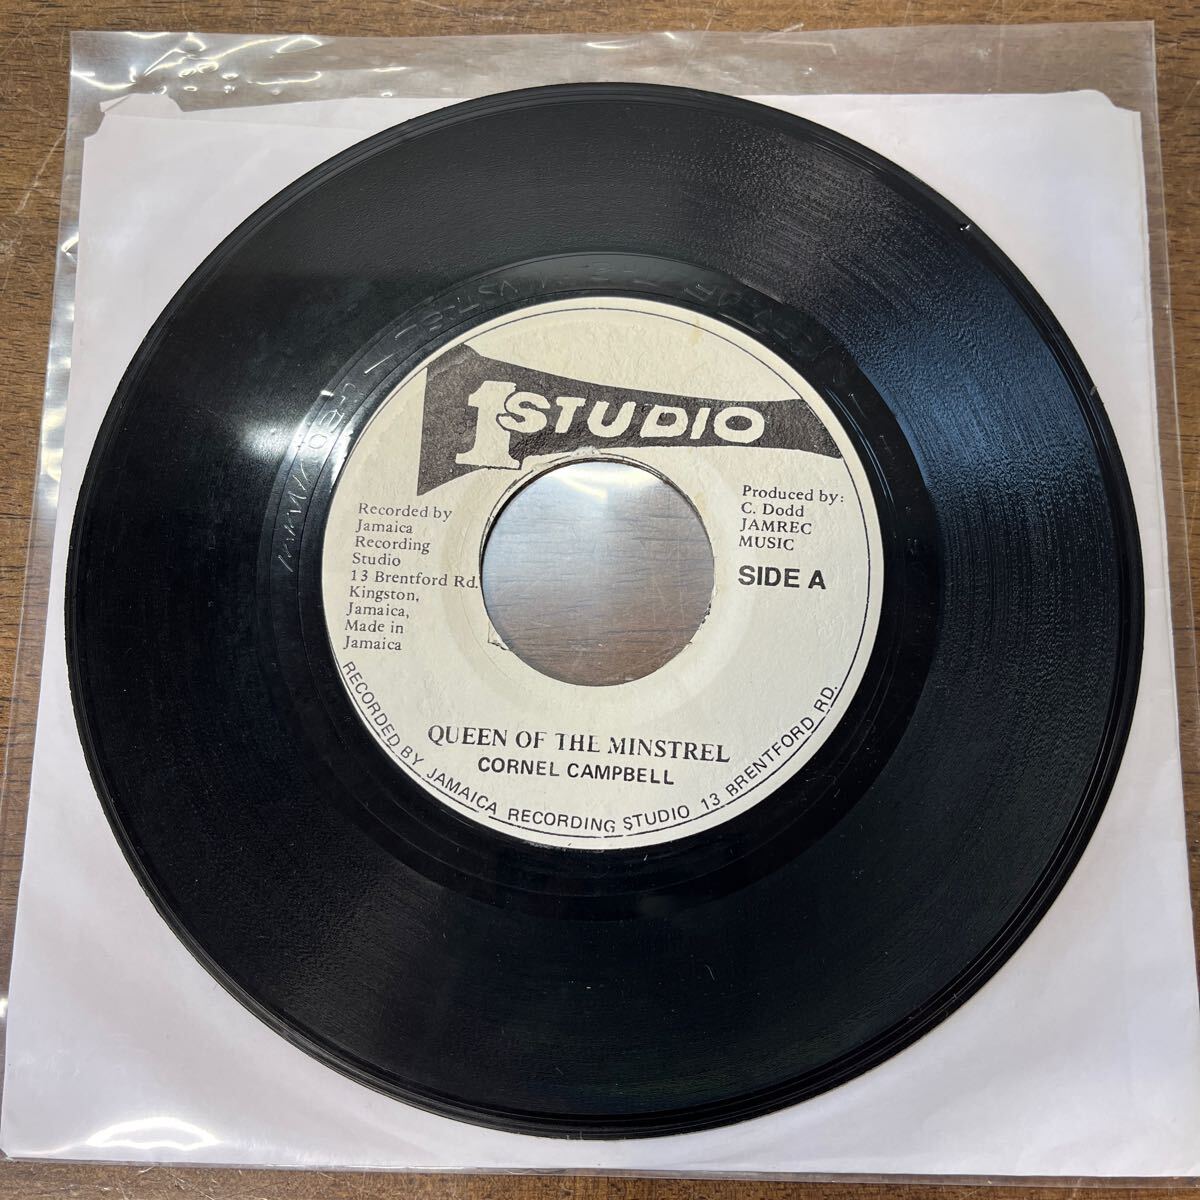 1 STUDIO
Recorded by
Jamaica
Recording
Studio
13 Brentford Rd.
Kingston,
Jamaica,
Made in
Jamaica
Produced by:
C. Dodd
JAMREC
MUSIC
SIDE A
QUEEN OF THE MINSTREL
CORNEL CAMPBELL
RECORDED BY JAMAICA RECORDING STUDIO 13 BRENTFORD RD.